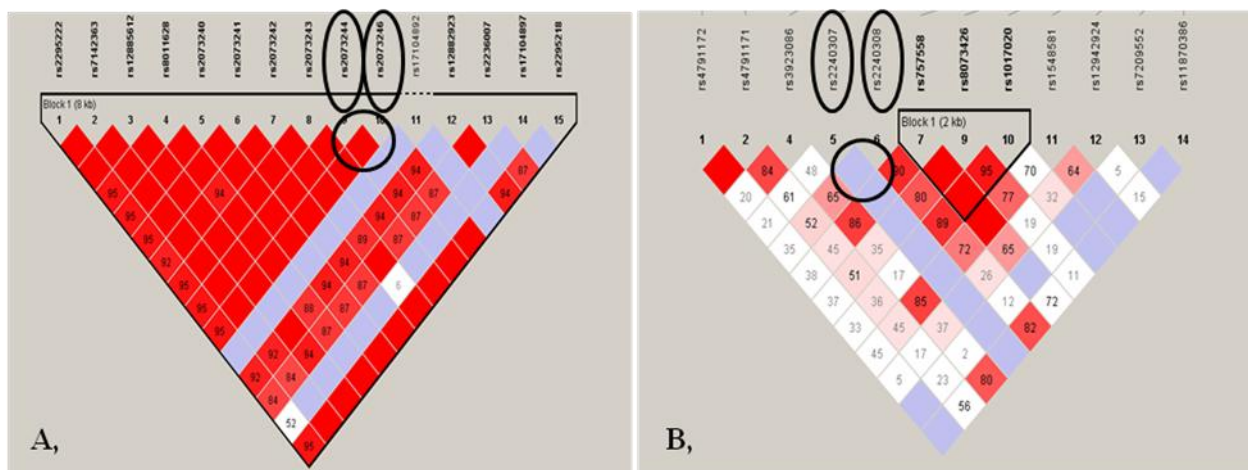 rs2295222
rs7142363
rs12885612
rs8011628
rs2073240
rs2073241
rs2073242
rs2073243
rs2073244
rs2073246
rs17104892
rs12882923
rs2236007
rs17104897
rs2295218
Block 1 (8 kb)
1 2 3 4 5 6 7 8 9 10 11 12 13 14 15
94 87
95 94 94 87 94
95 94 87
95 89 87
92 94
95 94 87 6
95 88 87
95 87
92 94
92 84
84
52
95
A,
rs4791172
rs4791171
rs3923086
rs2240307
rs2240308
rs757558
rs8073426
rs1017020
rs1548581
rs12942924
rs7209552
rs11870386
Block 1 (2 kb)
1 2 4 5 6 7 9 10 11 12 13 14
84 48 90 95 70 64 5
20 61 65 80 77 32 15
21 52 86 89 19
35 45 35 72 65 19
38 51 17 26 11
37 36 85 12 72
33 45 37 82
45 17 2
5 23 80
56
B,